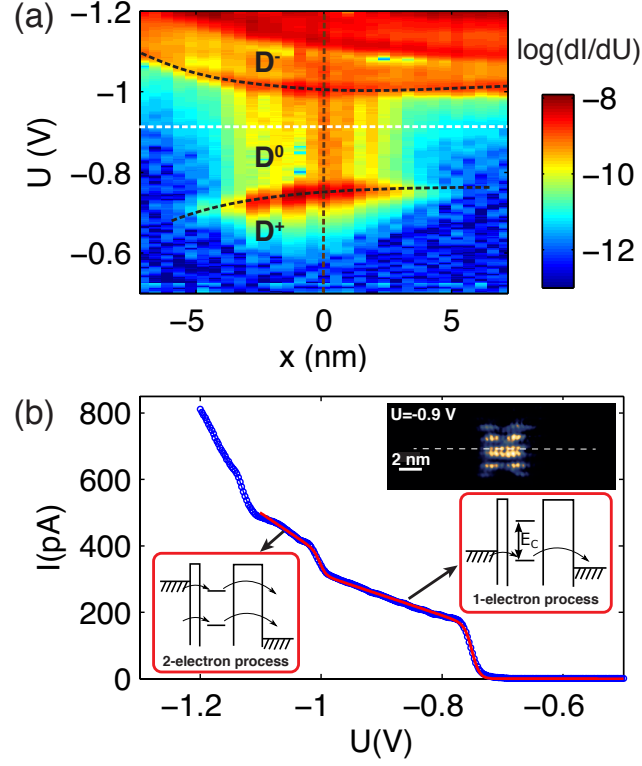 (a)
−1.2
−1
−0.8
−0.6
U (V)
D⁻
D⁰
D⁺
−5
0
5
x (nm)
log(dI/dU)
−8
−10
−12
(b)
800
600
400
200
0
I(pA)
U=-0.9 V
2 nm
E_C
1-electron process
2-electron process
−1.2
−1
−0.8
−0.6
U(V)